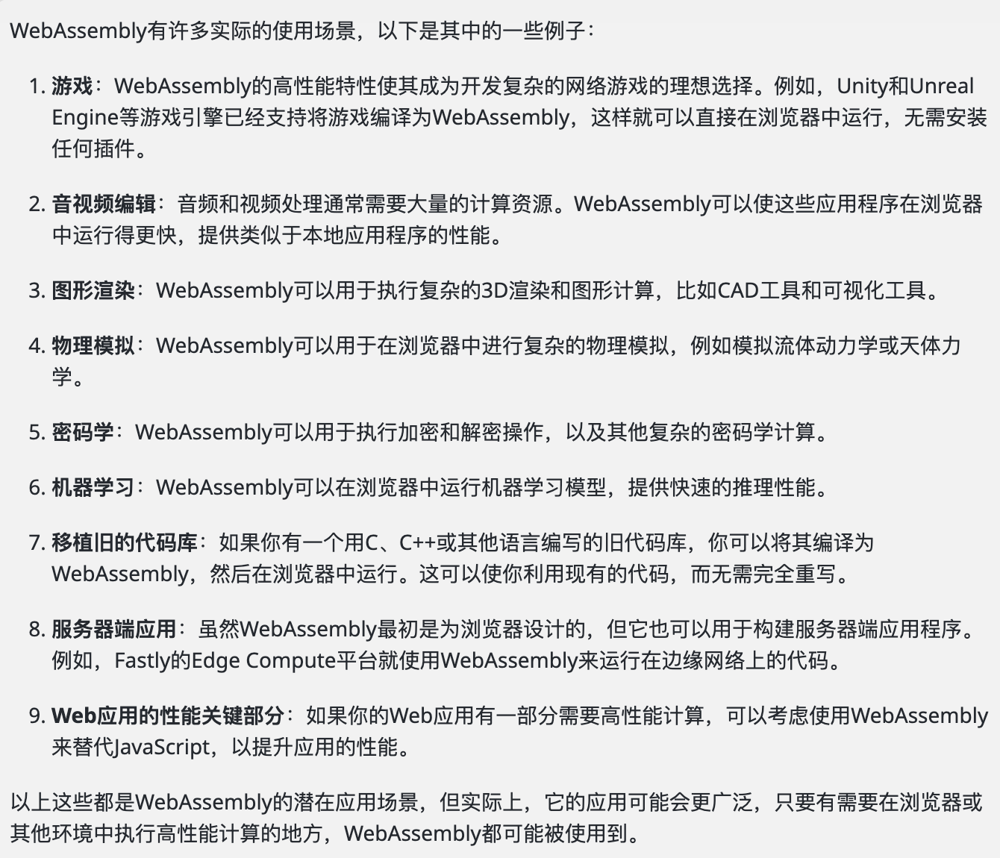 WebAssembly有许多实际的使用场景，以下是其中的一些例子：
1. 游戏：WebAssembly的高性能特性使其成为开发复杂的网络游戏的理想选择。例如，Unity和Unreal
Engine等游戏引擎已经支持将游戏编译为WebAssembly，这样就可以直接在浏览器中运行，无需安装
任何插件。
2. 音视频编辑：音频和视频处理通常需要大量的计算资源。WebAssembly可以使这些应用程序在浏览器
中运行得更快，提供类似于本地应用程序的性能。
3. 图形渲染：WebAssembly可以用于执行复杂的3D渲染和图形计算，比如CAD工具和可视化工具。
4. 物理模拟：WebAssembly可以用于在浏览器中进行复杂的物理模拟，例如模拟流体动力学或天体力
学。
5. 密码学：WebAssembly可以用于执行加密和解密操作，以及其他复杂的密码学计算。
6. 机器学习：WebAssembly可以在浏览器中运行机器学习模型，提供快速的推理性能。
7. 移植旧的代码库：如果你有一个用C、C++或其他语言编写的旧代码库，你可以将其编译为
WebAssembly，然后在浏览器中运行。这可以使你利用现有的代码，而无需完全重写。
8. 服务器端应用：虽然WebAssembly最初是为浏览器设计的，但它也可以用于构建服务器端应用程序。
例如，Fastly的Edge Compute平台就使用WebAssembly来运行在边缘网络上的代码。
9. Web应用的性能关键部分：如果你的Web应用有一部分需要高性能计算，可以考虑使用WebAssembly
来替代JavaScript，以提升应用的性能。
以上这些都是WebAssembly的潜在应用场景，但实际上，它的应用可能会更广泛，只要有需要在浏览器或
其他环境中执行高性能计算的地方，WebAssembly都可能被使用到。